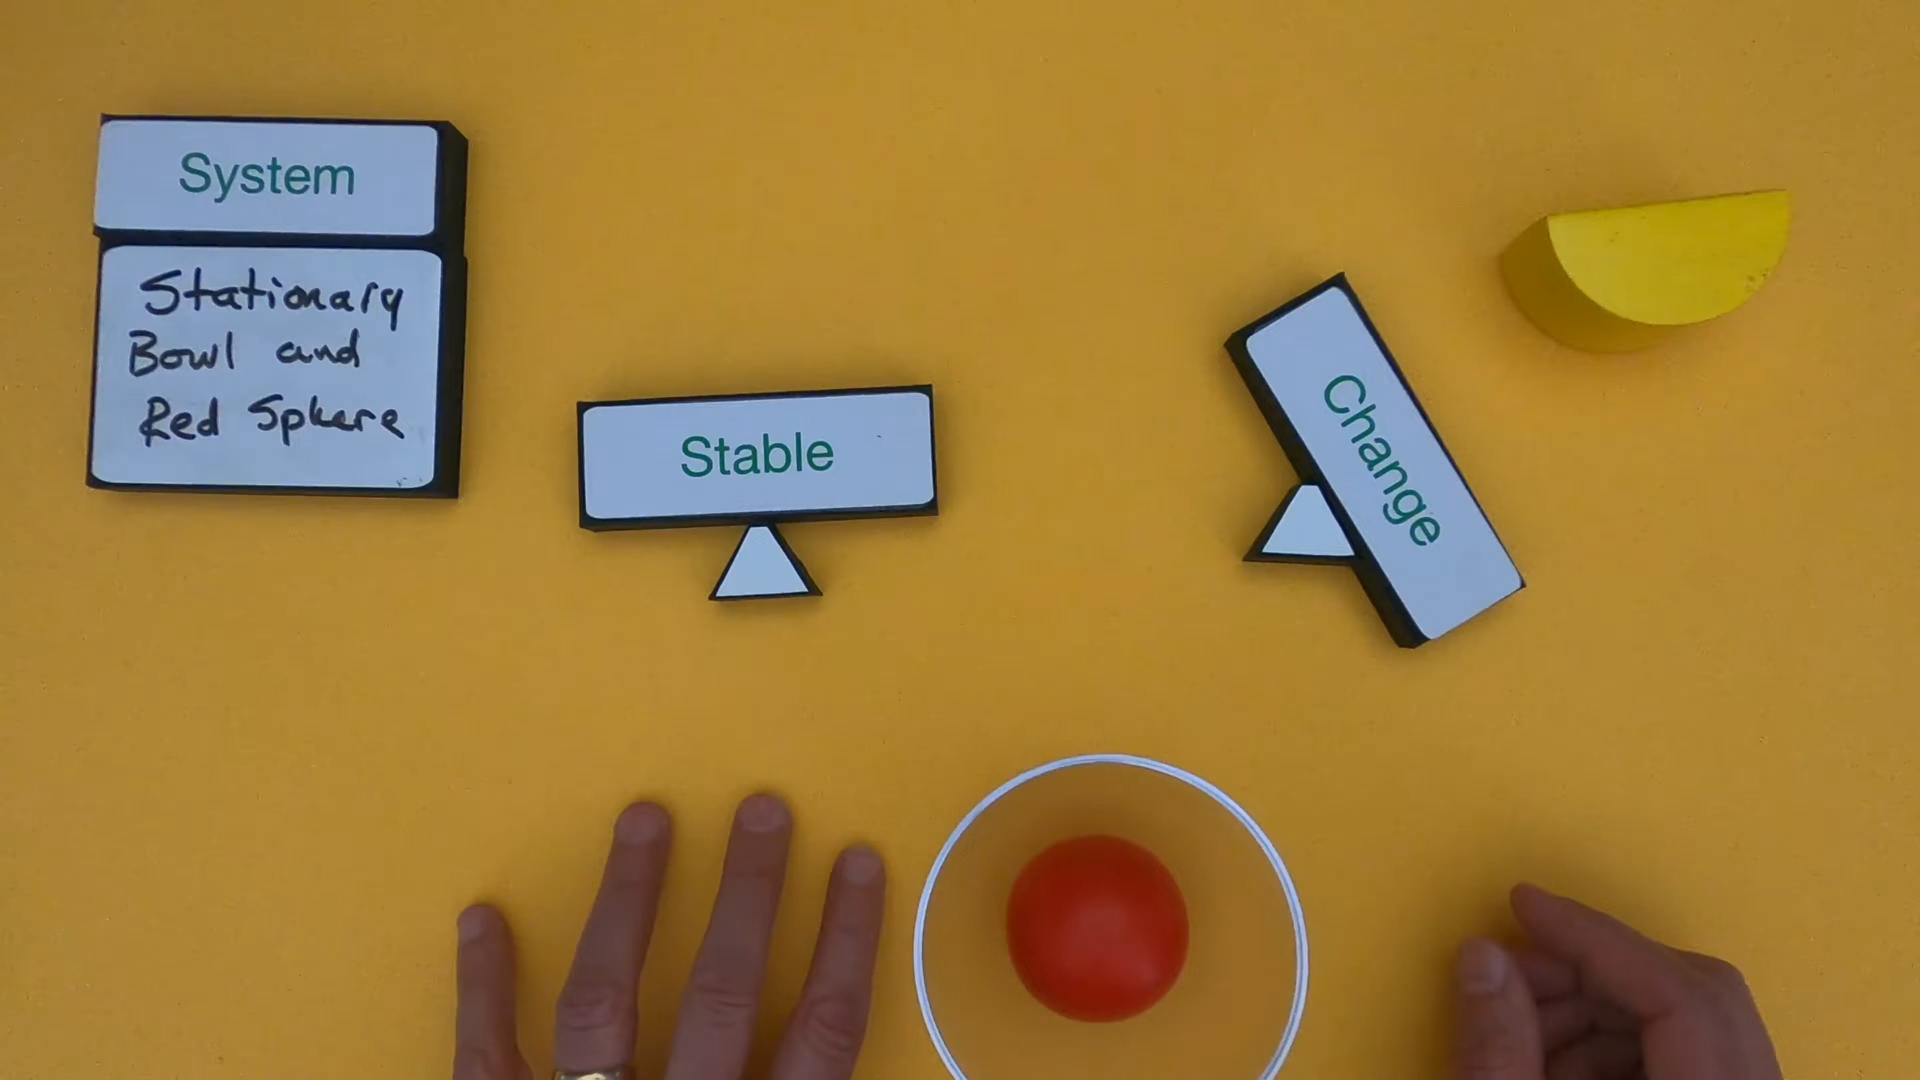 System
Stationary
Bowl and
Red Sphere
Stable
Change